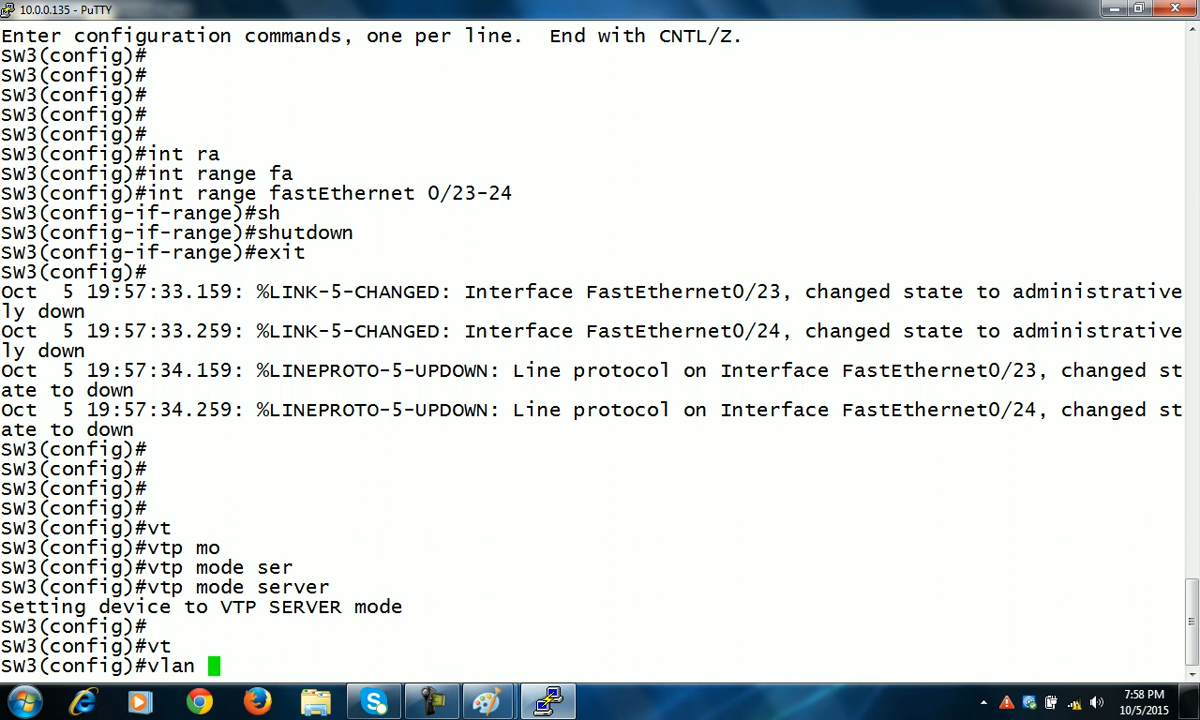 10.0.0.135 - PuTTY
Enter configuration commands, one per line.  End with CNTL/Z.
SW3(config)#
SW3(config)#
SW3(config)#
SW3(config)#
SW3(config)#
SW3(config)#int ra
SW3(config)#int range fa
SW3(config)#int range fastEthernet 0/23-24
SW3(config-if-range)#sh
SW3(config-if-range)#shutdown
SW3(config-if-range)#exit
SW3(config)#
Oct  5 19:57:33.159: %LINK-5-CHANGED: Interface FastEthernet0/23, changed state to administrative
ly down
Oct  5 19:57:33.259: %LINK-5-CHANGED: Interface FastEthernet0/24, changed state to administrative
ly down
Oct  5 19:57:34.159: %LINEPROTO-5-UPDOWN: Line protocol on Interface FastEthernet0/23, changed st
ate to down
Oct  5 19:57:34.259: %LINEPROTO-5-UPDOWN: Line protocol on Interface FastEthernet0/24, changed st
ate to down
SW3(config)#
SW3(config)#
SW3(config)#
SW3(config)#
SW3(config)#vt
SW3(config)#vtp mo
SW3(config)#vtp mode ser
SW3(config)#vtp mode server
Setting device to VTP SERVER mode
SW3(config)#
SW3(config)#vt
SW3(config)#vlan
7:58 PM
10/5/2015